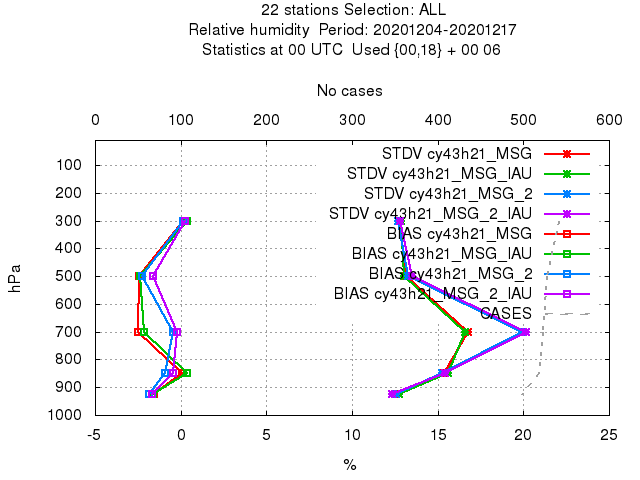 22 stations Selection: ALL
Relative humidity  Period: 20201204-20201217
Statistics at 00 UTC  Used {00,18} + 00 06
No cases
0 100 200 300 400 500 600
STDV cy43h21_MSG
100
STDV cy43h21_MSG_IAU
STDV cy43h21_MSG_2
200
STDV cy43h21_MSG_2_IAU
300
BIAS cy43h21_MSG
400
BIAS cy43h21_MSG_IAU
BIAS cy43h21_MSG_2
500
BIAS cy43h21_MSG_2_IAU
600
CASES
700
800
900
1000
hPa
-5 0 5 10 15 20 25
%